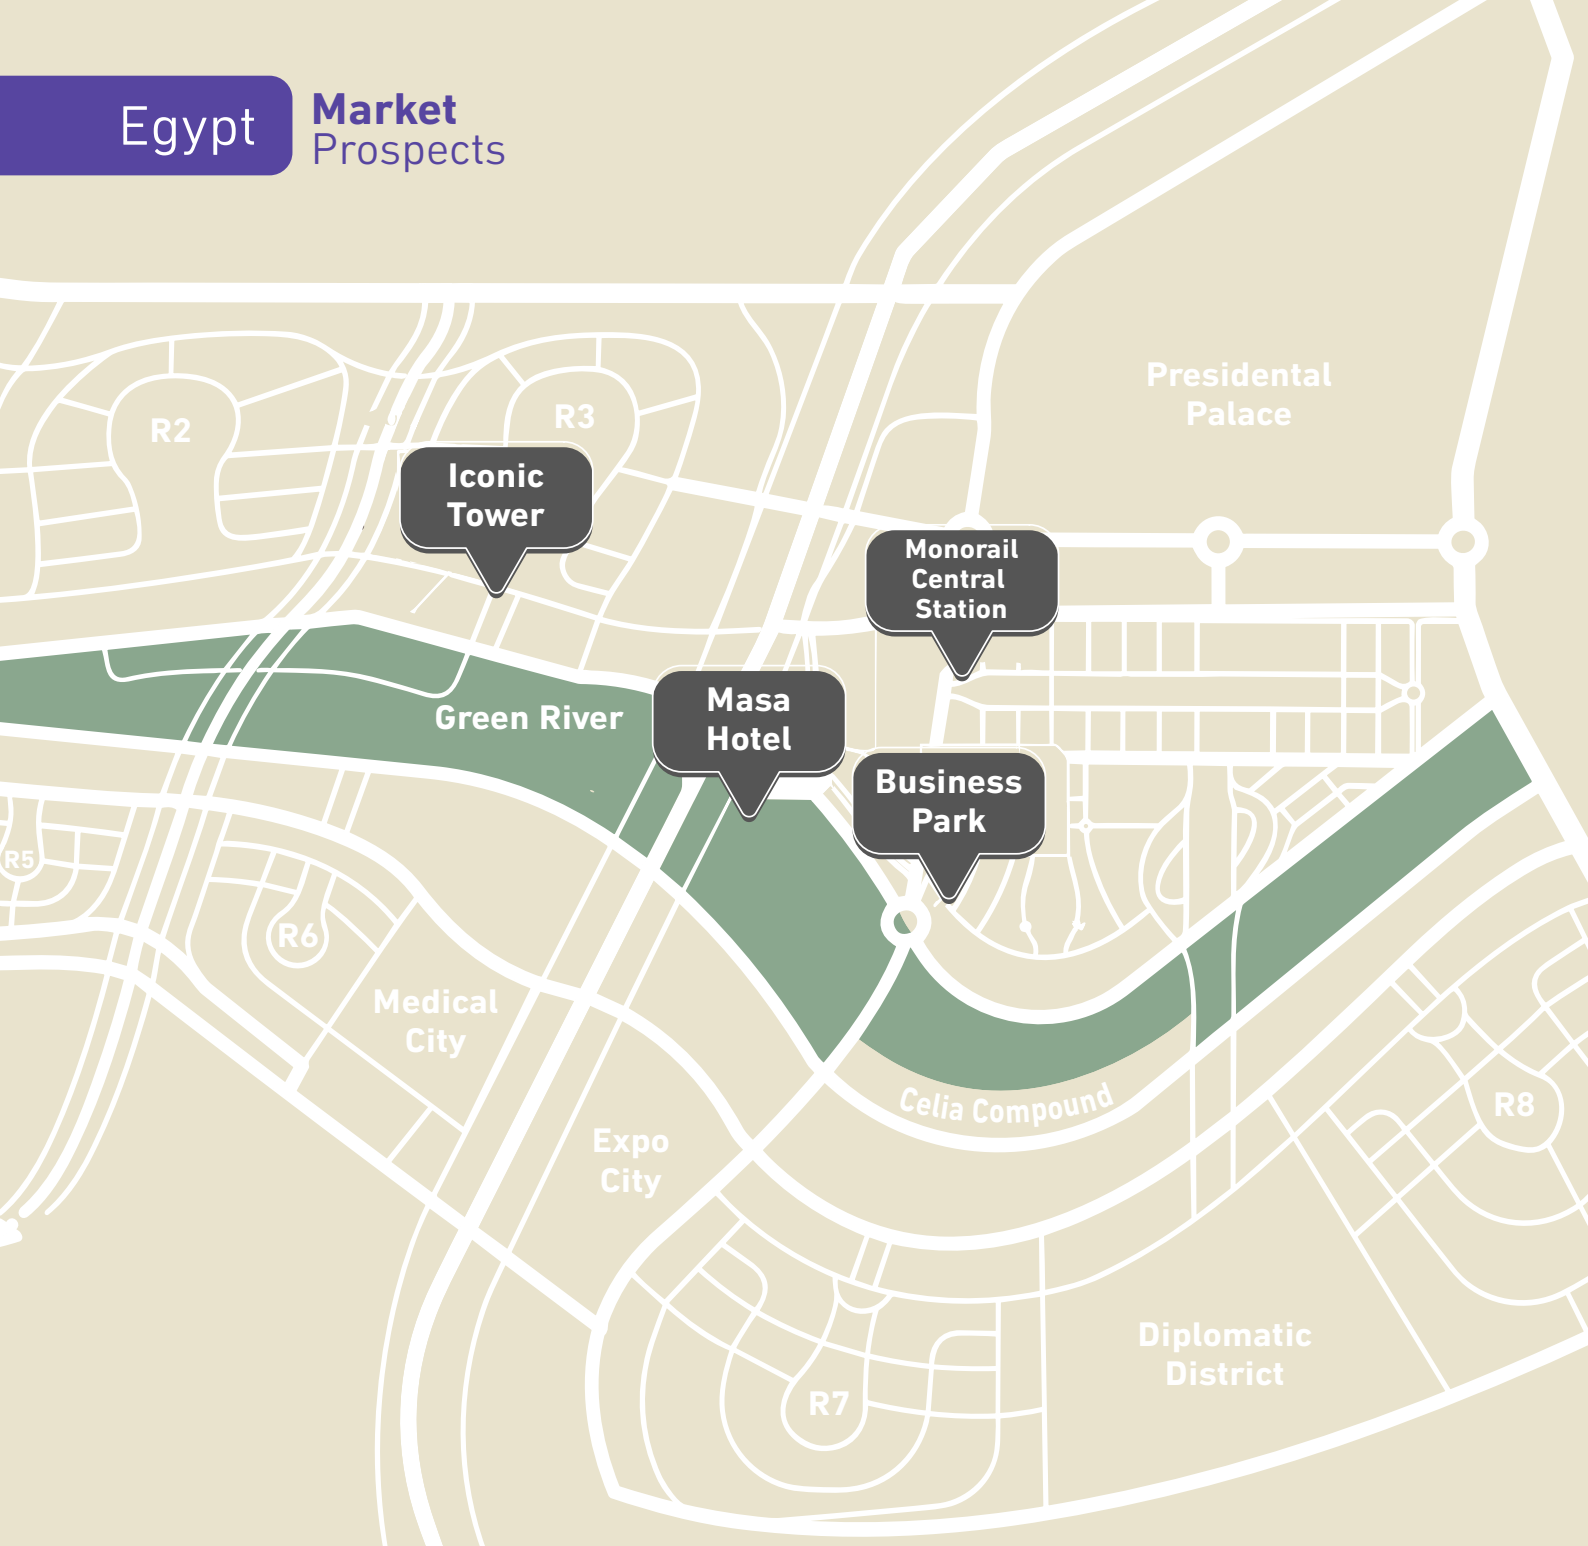 Egypt
Market
Prospects
Presidential
Palace
R2
R3
Iconic
Tower
Monorail
Central
Station
Green River
Masa
Hotel
Business
Park
R5
R6
Medical
City
Celia Compound
R8
Expo
City
Diplomatic
District
R7